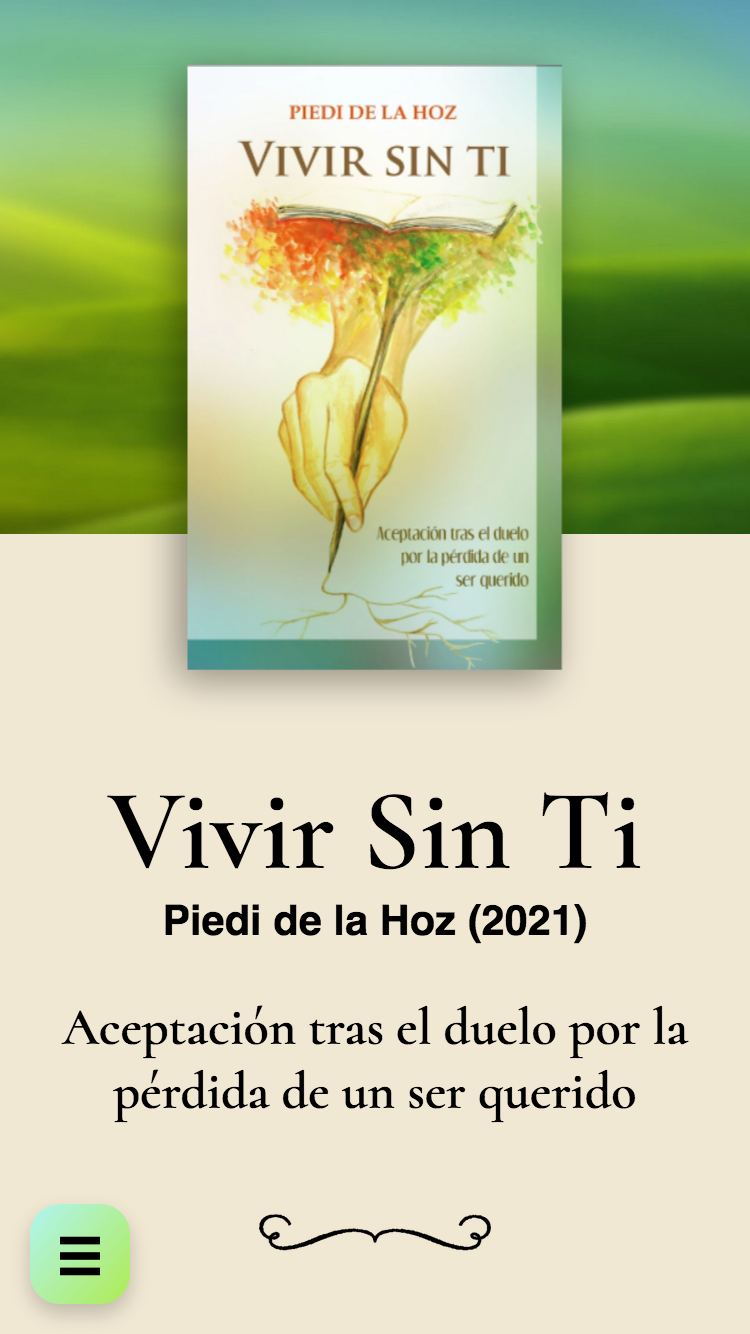 PIEDI DE LA HOZ
VIVIR SIN TI
Aceptación tras el duelo
por la pérdida de un
ser querido
Vivir Sin Ti
Piedi de la Hoz (2021)
Aceptación tras el duelo por la
pérdida de un ser querido